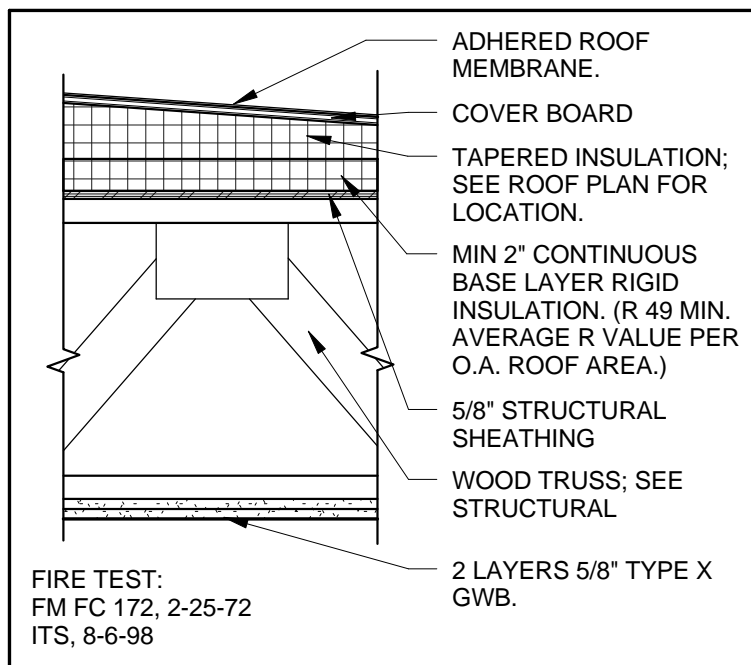 ADHERED ROOF
MEMBRANE.
COVER BOARD
TAPERED INSULATION;
SEE ROOF PLAN FOR
LOCATION.
MIN 2" CONTINUOUS
BASE LAYER RIGID
INSULATION. (R 49 MIN.
AVERAGE R VALUE PER
O.A. ROOF AREA.)
5/8" STRUCTURAL
SHEATHING
WOOD TRUSS; SEE
STRUCTURAL
2 LAYERS 5/8" TYPE X
GWB.
FIRE TEST:
FM FC 172, 2-25-72
ITS, 8-6-98